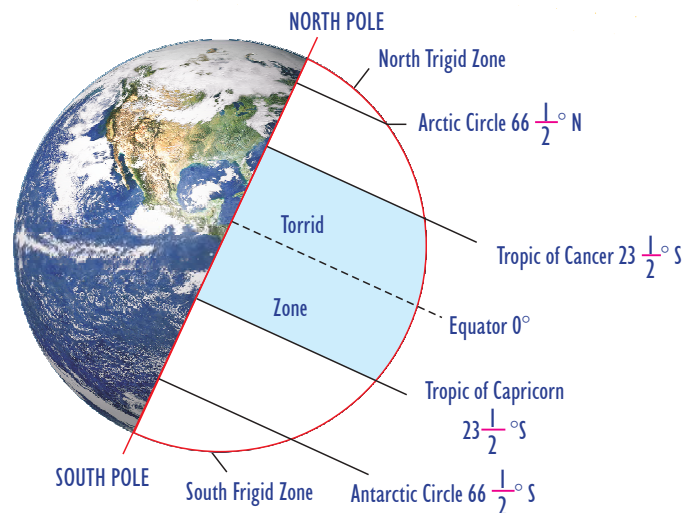 NORTH POLE
North Trigid Zone
Arctic Circle 66 1/2° N
Torrid
Tropic of Cancer 23 1/2° S
Zone
Equator 0°
Tropic of Capricorn
23 1/2 °S
SOUTH POLE
South Frigid Zone
Antarctic Circle 66 1/2° S